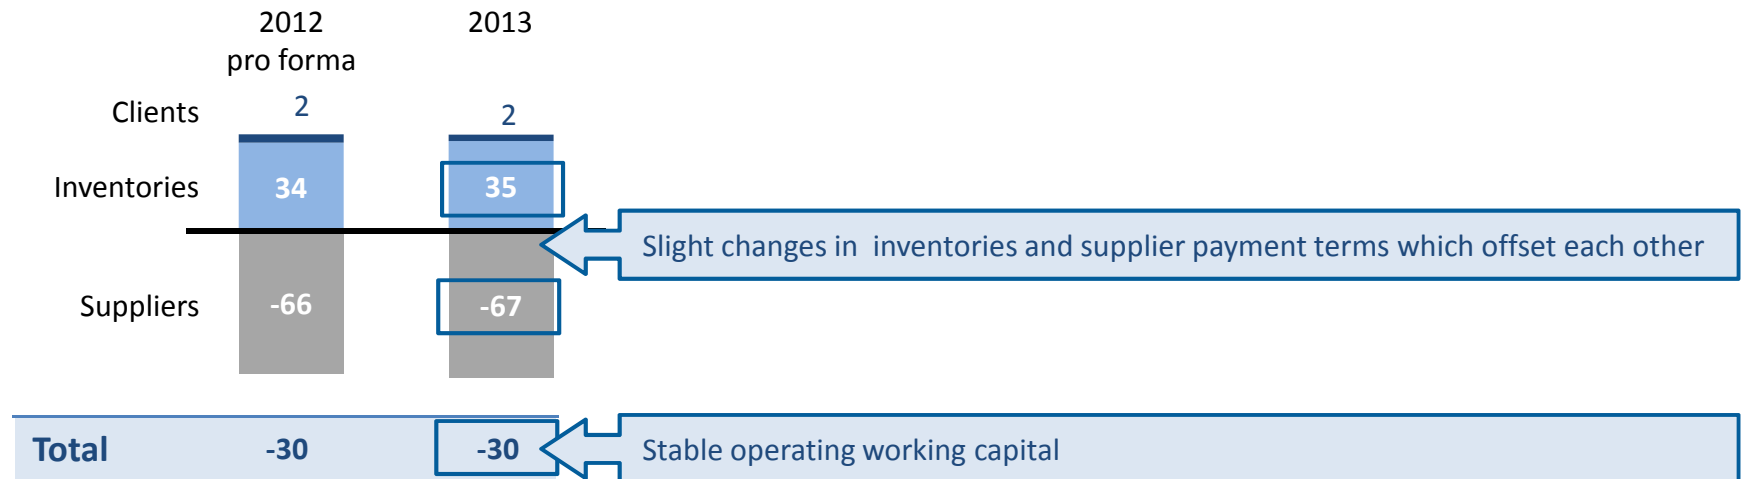 2012 2013
pro forma
Clients 2 2
Inventories 34 35
Slight changes in  inventories and supplier payment terms which offset each other
Suppliers -66 -67
Total -30 -30 Stable operating working capital